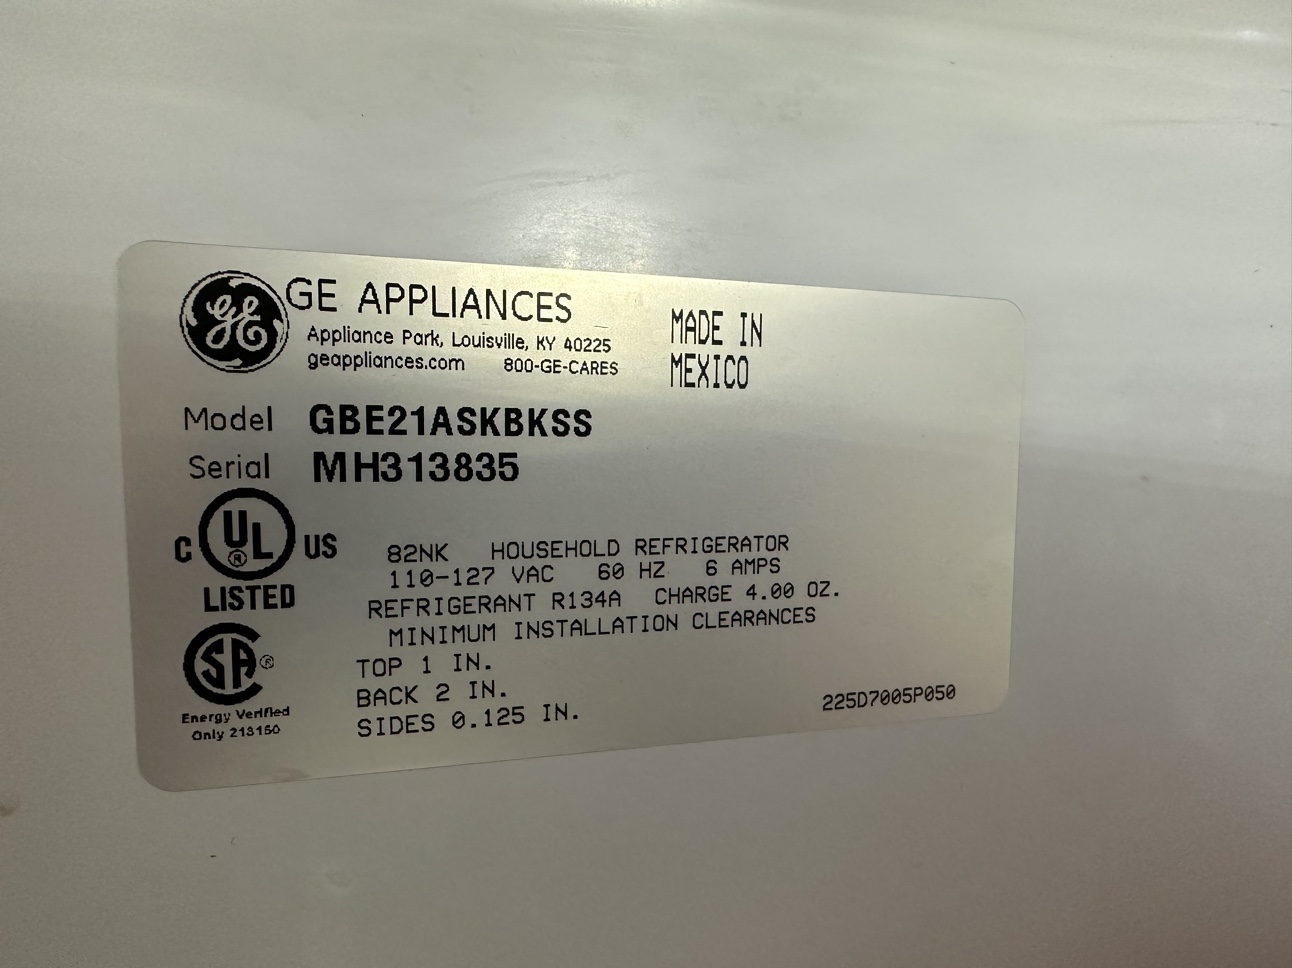 GE GE APPLIANCES
Appliance Park, Louisville, KY 40225
geappliances.com 800-GE-CARES
MADE IN
MEXICO
Model GBE21ASKBKSS
Serial MH313835
C UL ® US
LISTED
82NK HOUSEHOLD REFRIGERATOR
110-127 VAC 60 HZ 6 AMPS
REFRIGERANT R134A CHARGE 4.00 OZ.
MINIMUM INSTALLATION CLEARANCES
TOP 1 IN.
BACK 2 IN.
SIDES 0.125 IN.
SA ®
Energy Verified
Only 213160
225D7005P050